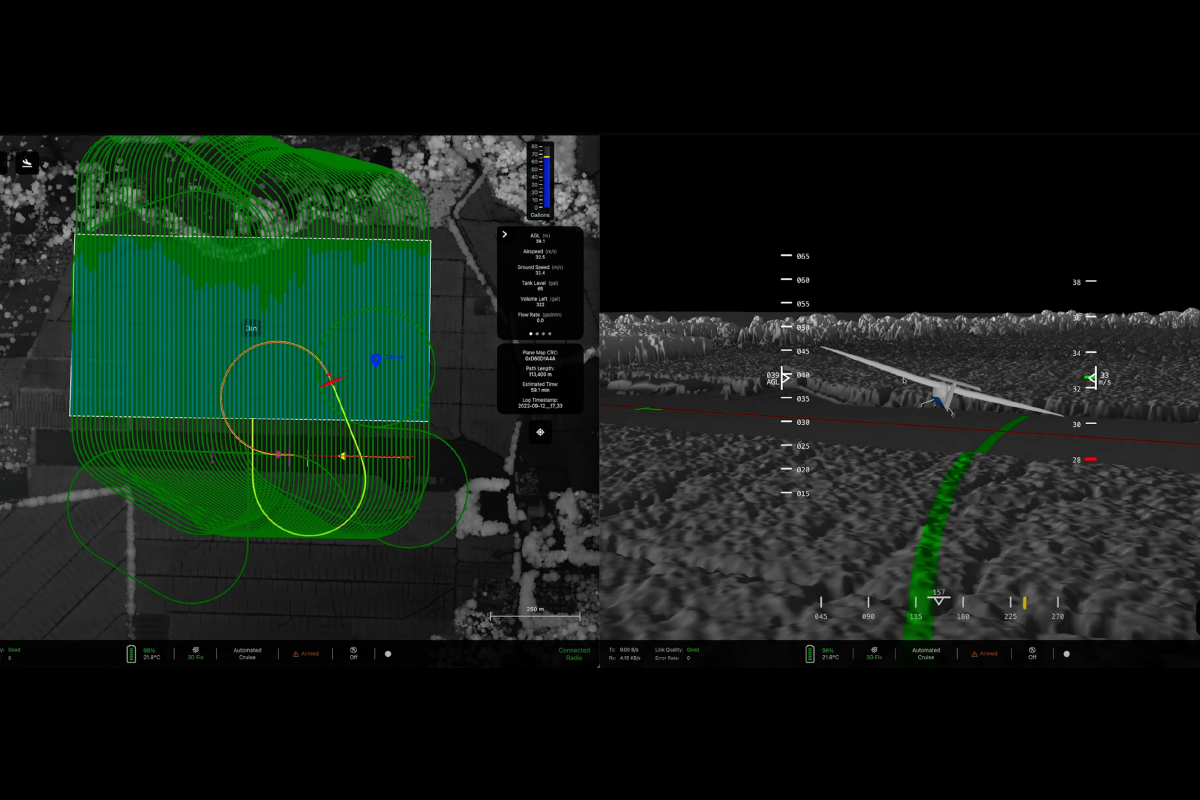 80
70
60
50
40
30
20
10
0
Gallons
AGL (m)
39.1
Airspeed (m/s)
32.5
Ground Speed (m/s)
32.4
Tank Level (gal)
65
Volume Left (gal)
322
Flow Rate (gal/min)
0.0
Plane Map CRC:
0xD60D1A4A
Path Length:
113,400 m
Estimated Time:
59.1 min
Log Timestamp:
2022-09-12__17_33
250 m
Good
0
96%
21.8°C
3D Fix
Automated
Cruise
Armed
Off
Connected
Radio
065
060
055
050
045
040
035
030
025
020
015
039
AGL
38
34
32
30
28
33
m/s
157
045
090
135
180
225
270
Tx: 9.00 B/s
Rx: 4.15 KB/s
Link Quality: Good
Error Rate: 0
96%
21.8°C
3D Fix
Automated
Cruise
Armed
Off